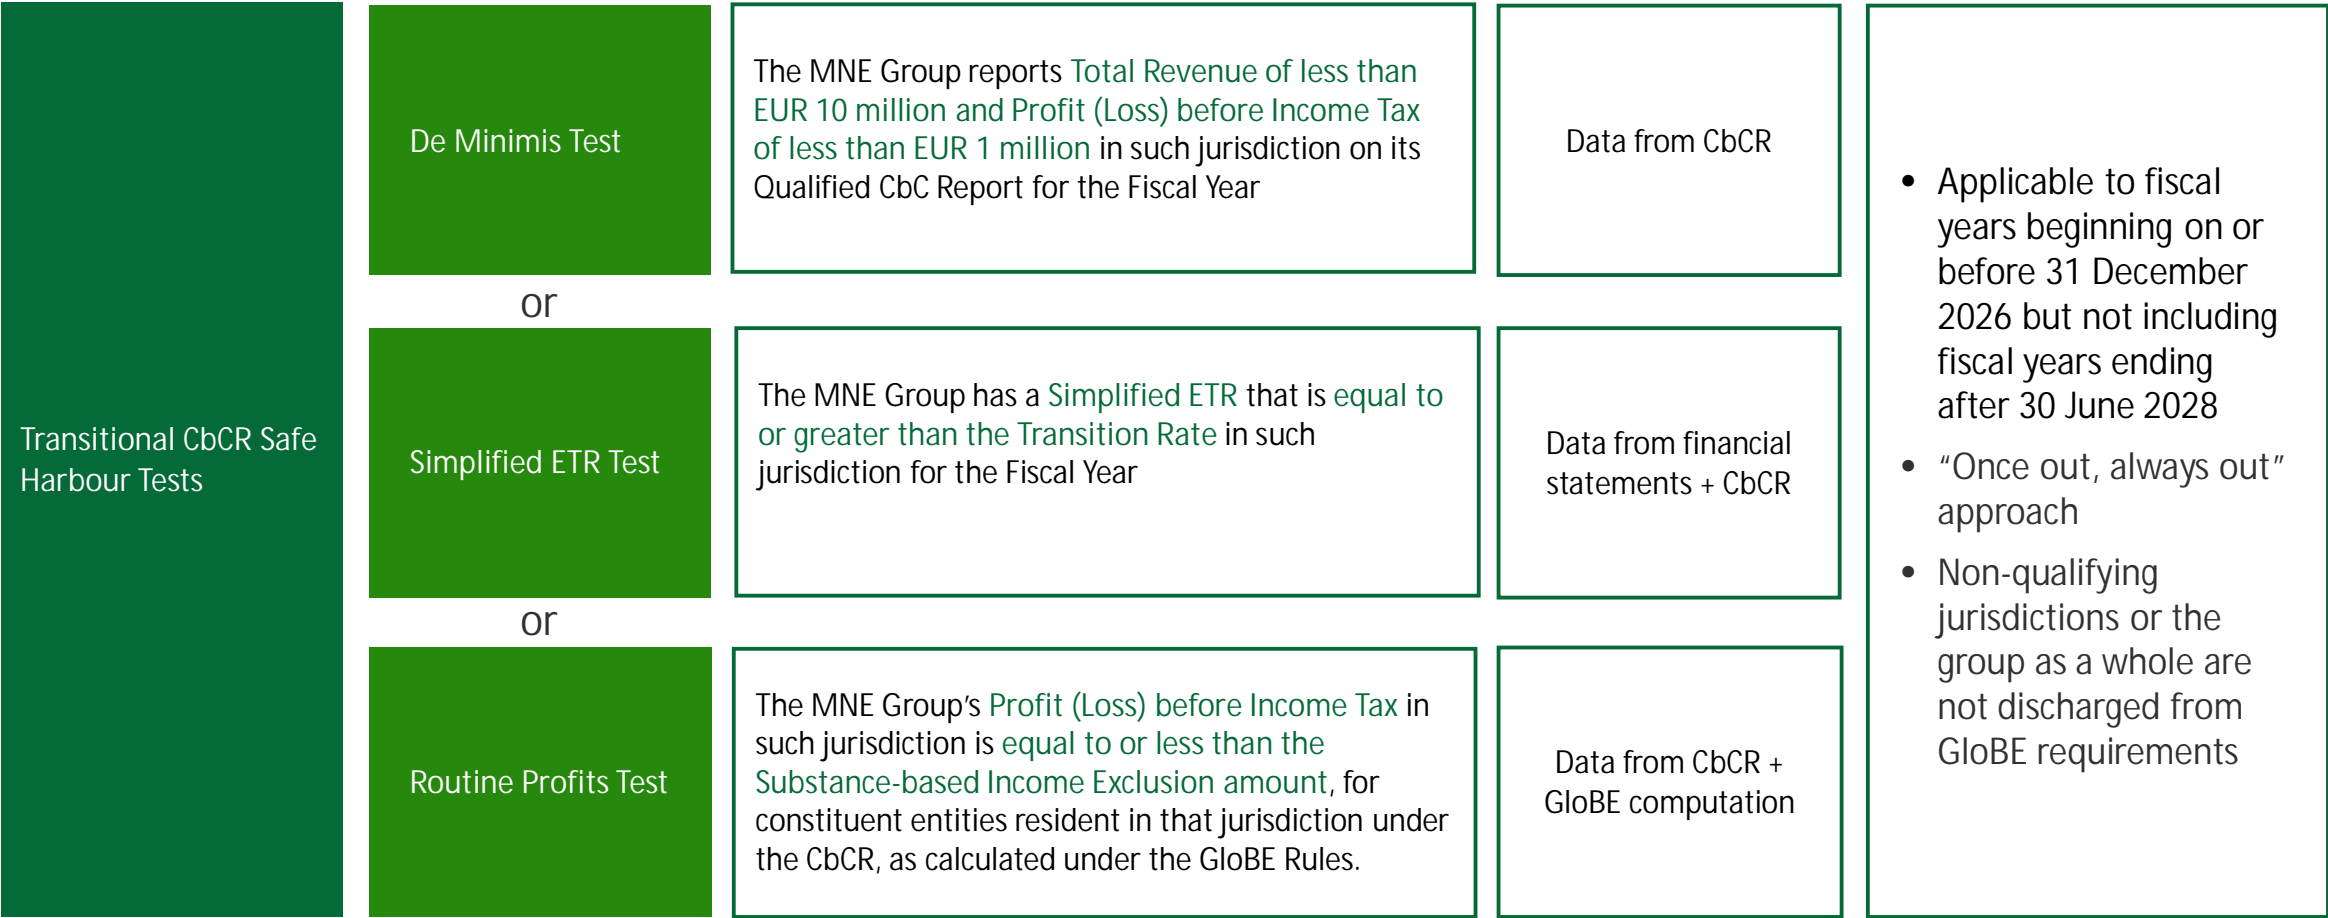 Transitional CbCR Safe
Harbour Tests
De Minimis Test
The MNE Group reports Total Revenue of less than
EUR 10 million and Profit (Loss) before Income Tax
of less than EUR 1 million in such jurisdiction on its
Qualified CbC Report for the Fiscal Year
Data from CbCR
or
Simplified ETR Test
The MNE Group has a Simplified ETR that is equal to
or greater than the Transition Rate in such
jurisdiction for the Fiscal Year
Data from financial
statements + CbCR
or
Routine Profits Test
The MNE Group’s Profit (Loss) before Income Tax in
such jurisdiction is equal to or less than the
Substance-based Income Exclusion amount, for
constituent entities resident in that jurisdiction under
the CbCR, as calculated under the GloBE Rules.
Data from CbCR +
GloBE computation
• Applicable to fiscal
years beginning on or
before 31 December
2026 but not including
fiscal years ending
after 30 June 2028
• “Once out, always out”
approach
• Non-qualifying
jurisdictions or the
group as a whole are
not discharged from
GloBE requirements